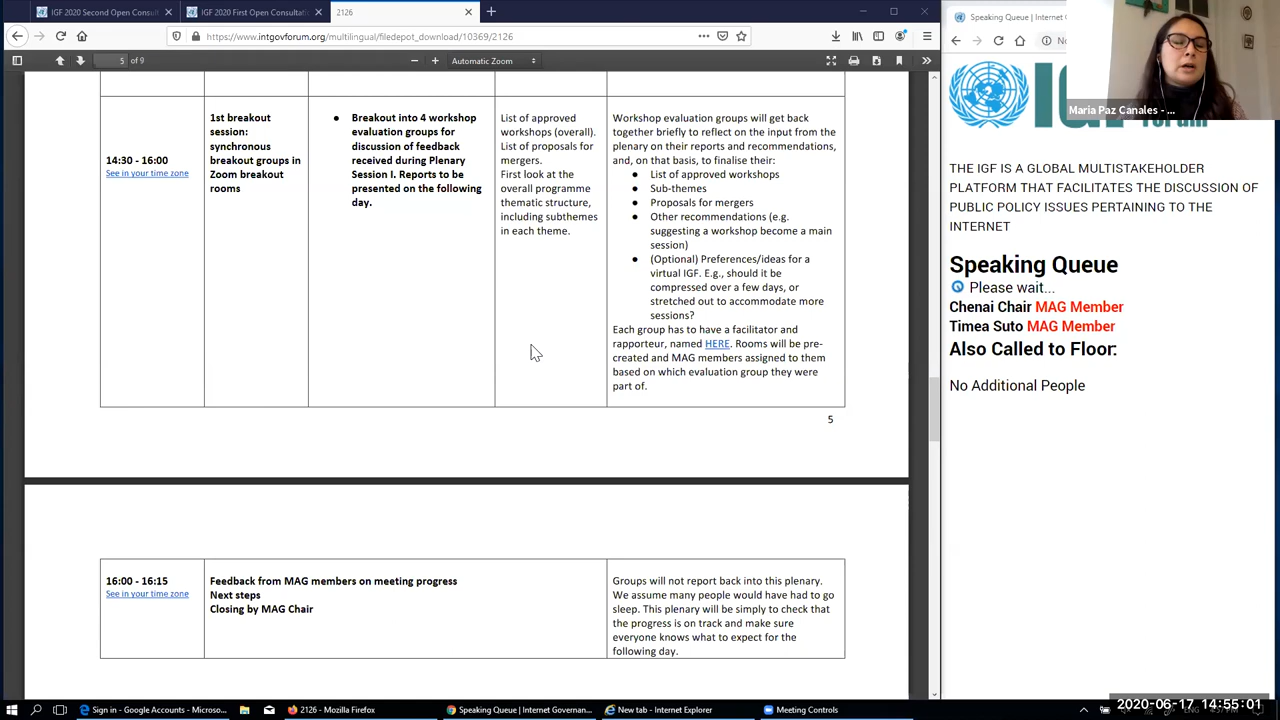 IGF 2020 Second Open Consult
IGF 2020 First Open Consultati
2126
https://www.intgovforum.org/multilingual/filedepot_download/10369/2126
5 of 9
Automatic Zoom
14:30 - 16:00
See in your time zone
1st breakout
session:
synchronous
breakout groups in
Zoom breakout
rooms
Breakout into 4 workshop
evaluation groups for
discussion of feedback
received during Plenary
Session I. Reports to be
presented on the following
day.
List of approved
workshops (overall).
List of proposals for
mergers.
First look at the
overall programme
thematic structure,
including subthemes
in each theme.
Workshop evaluation groups will get back
together briefly to reflect on the input from the
plenary on their reports and recommendations,
and, on that basis, to finalise their:
● List of approved workshops
● Sub-themes
● Proposals for mergers
● Other recommendations (e.g.
suggesting a workshop become a main
session)
● (Optional) Preferences/ideas for a
virtual IGF. E.g., should it be
compressed over a few days, or
stretched out to accommodate more
sessions?
Each group has to have a facilitator and
rapporteur, named HERE. Rooms will be pre-
created and MAG members assigned to them
based on which evaluation group they were
part of.
5
16:00 - 16:15
See in your time zone
Feedback from MAG members on meeting progress
Next steps
Closing by MAG Chair
Groups will not report back into this plenary.
We assume many people would have had to go
sleep. This plenary will be simply to check that
the progress is on track and make sure
everyone knows what to expect for the
following day.
Speaking Queue | Internet G
Maria Paz Canales - ...
THE IGF IS A GLOBAL MULTISTAKEHOLDER
PLATFORM THAT FACILITATES THE DISCUSSION OF
PUBLIC POLICY ISSUES PERTAINING TO THE
INTERNET
Speaking Queue
Please wait...
Chenai Chair MAG Member
Timea Suto MAG Member
Also Called to Floor:
No Additional People
Sign in - Google Accounts - Mozilla...
2126 - Mozilla Firefox
Speaking Queue | Internet Governan...
New tab - Internet Explorer
Meeting Controls
2020-06-17 14:55:01